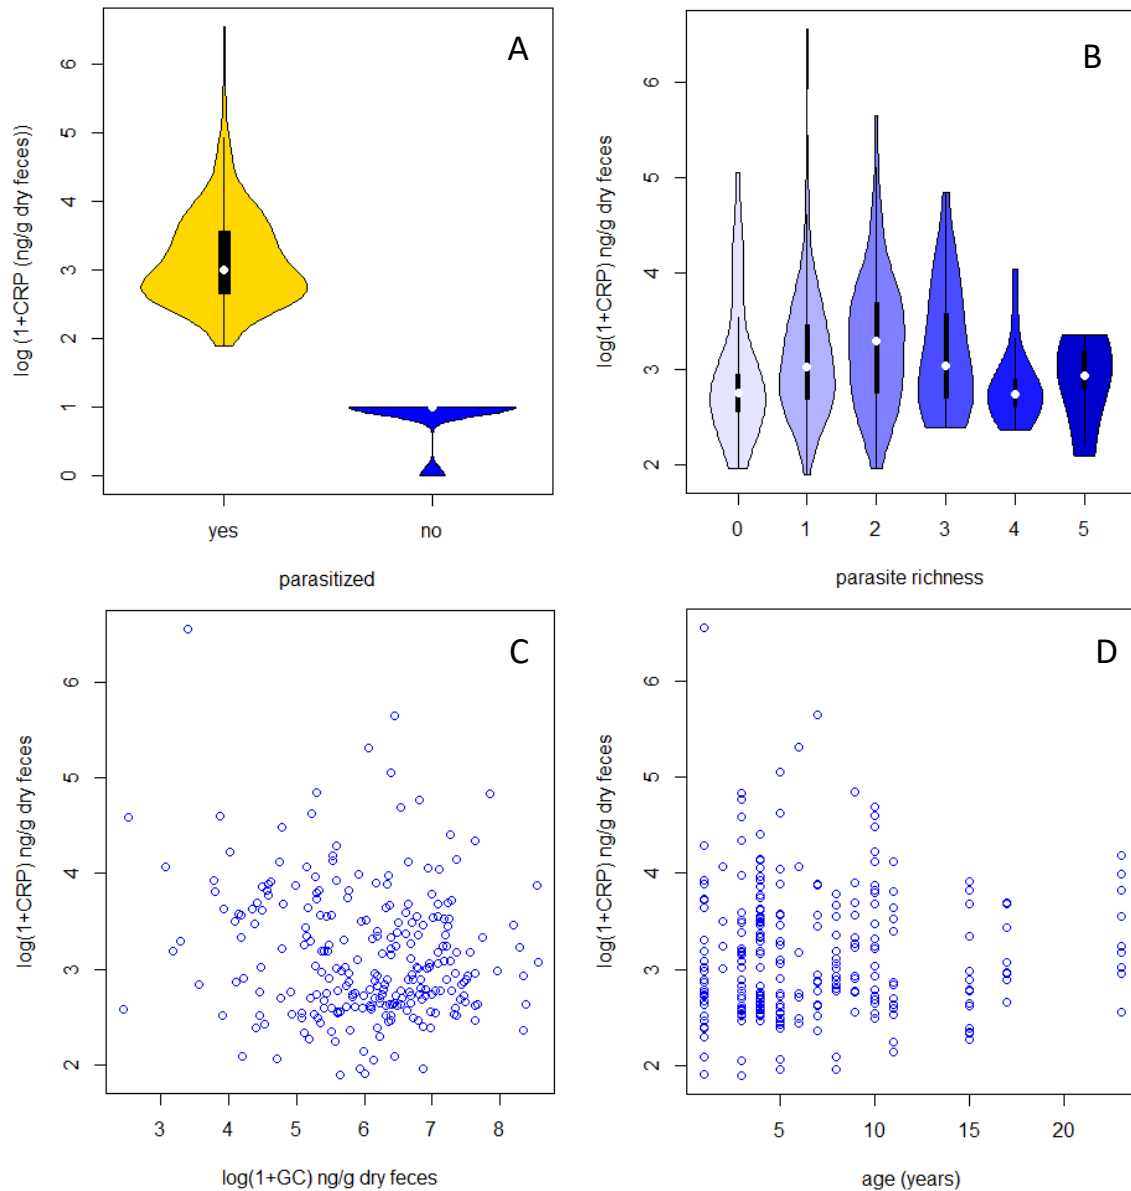 A
log (1+CRP (ng/g dry feces))
6
5
4
3
2
1
0
yes
no
parasitized
B
log(1+CRP) ng/g dry feces
6
5
4
3
2
0
1
2
3
4
5
parasite richness
C
log(1+CRP) ng/g dry feces
6
5
4
3
2
3
4
5
6
7
8
log(1+GC) ng/g dry feces
D
log(1+CRP) ng/g dry feces
6
5
4
3
2
5
10
15
20
age (years)